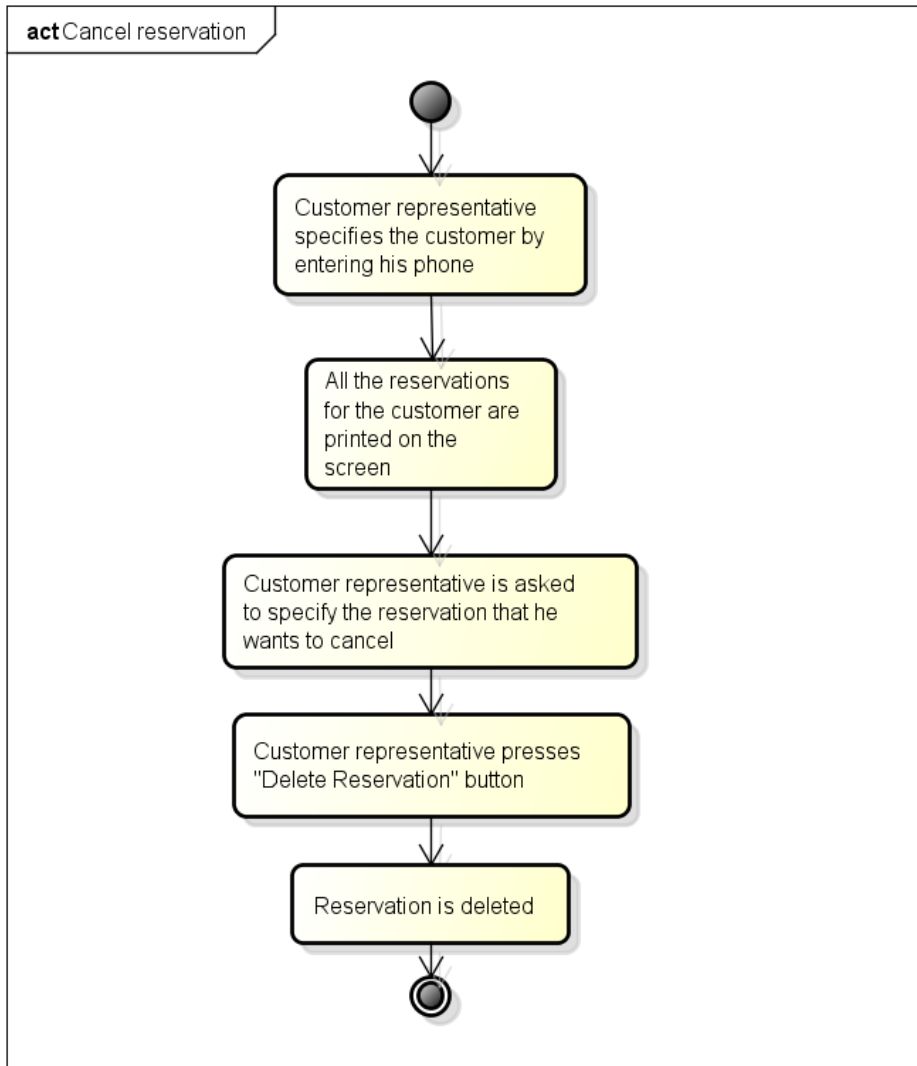 act Cancel reservation
Customer representative
specifies the customer by
entering his phone
All the reservations
for the customer are
printed on the
screen
Customer representative is asked
to specify the reservation that he
wants to cancel
Customer representative presses
"Delete Reservation" button
Reservation is deleted